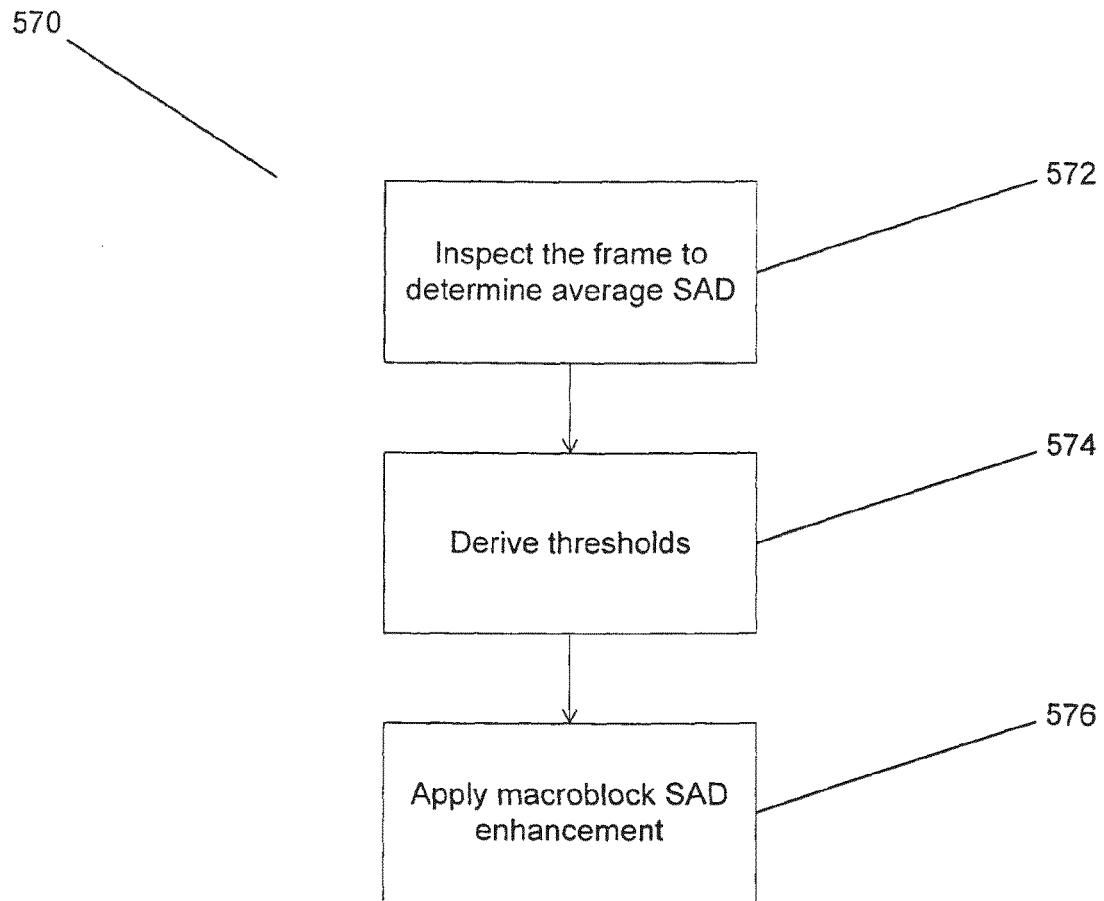 570
572
Inspect the frame to
determine average SAD
574
Derive thresholds
576
Apply macroblock SAD
enhancement